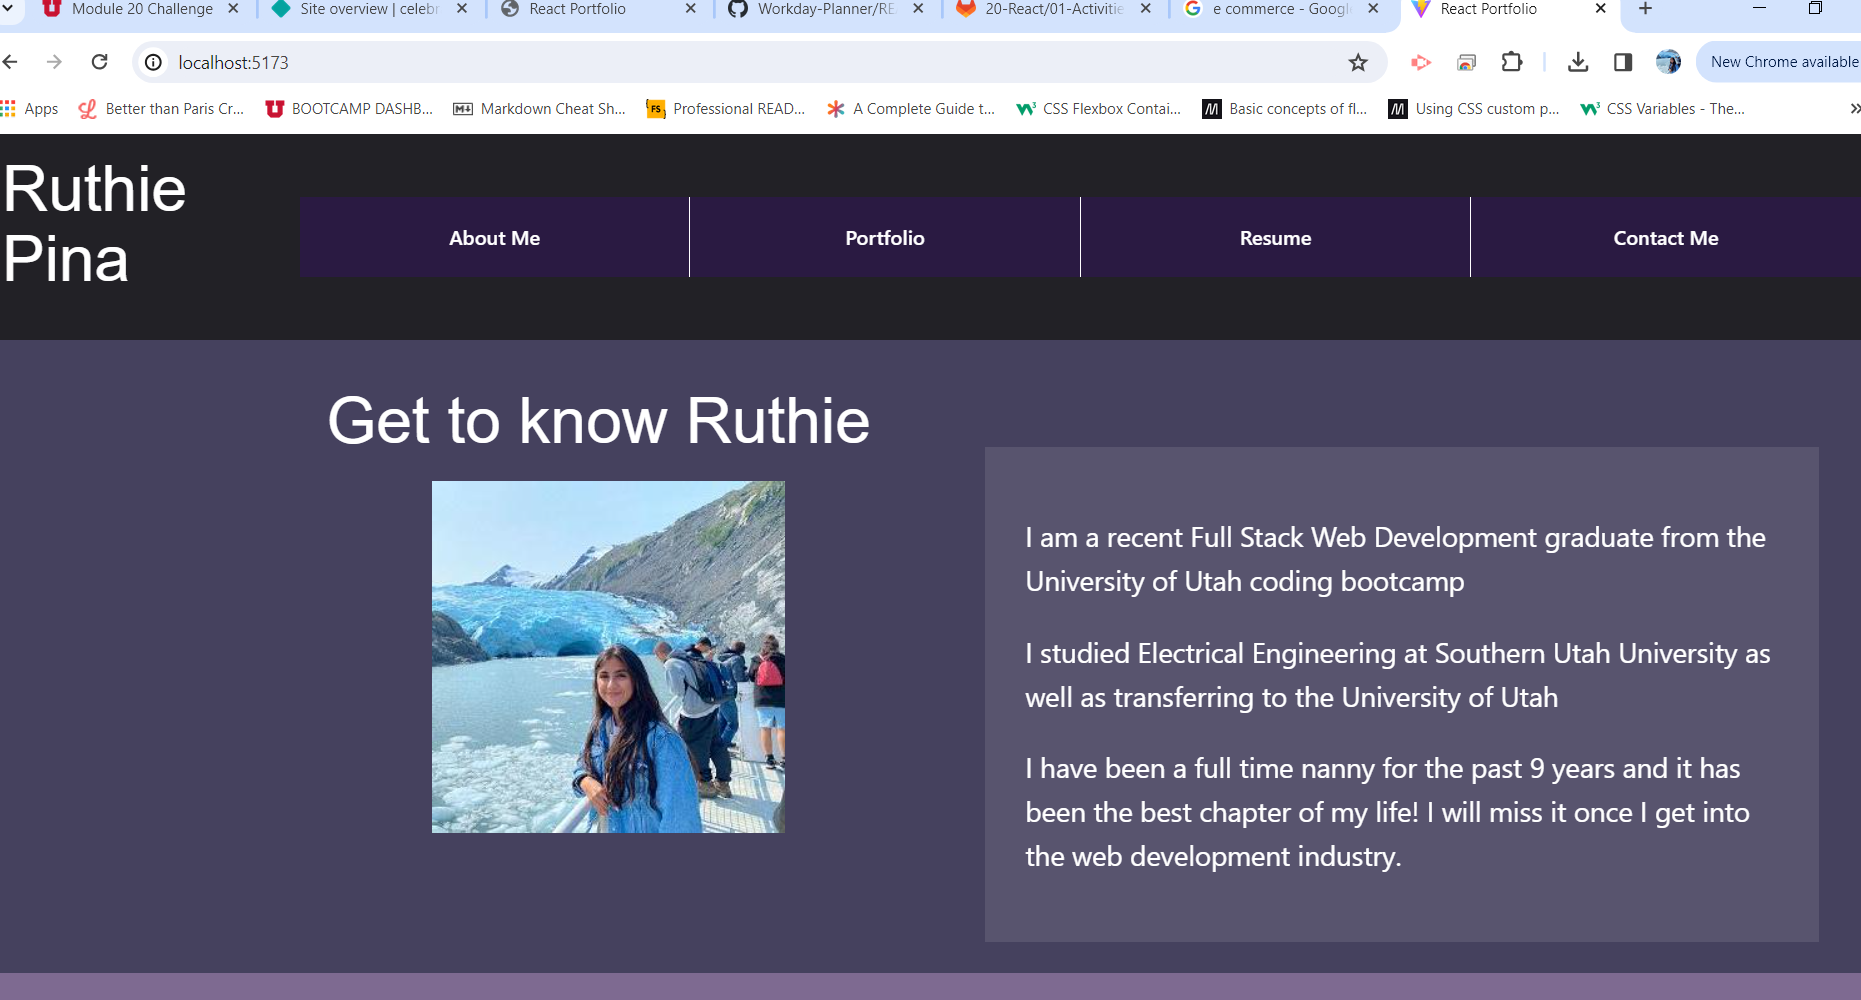 Module 20 Challenge
Site overview | celebr
React Portfolio
Workday-Planner/RE
20-React/01-Activitie
e commerce - Google
React Portfolio
localhost:5173
New Chrome available
Apps
Better than Paris Cr...
BOOTCAMP DASHB...
Markdown Cheat Sh...
Professional READ...
A Complete Guide t...
CSS Flexbox Contai...
Basic concepts of fl...
Using CSS custom p...
CSS Variables - The...
Ruthie
Pina
About Me
Portfolio
Resume
Contact Me
Get to know Ruthie
I am a recent Full Stack Web Development graduate from the
University of Utah coding bootcamp
I studied Electrical Engineering at Southern Utah University as
well as transferring to the University of Utah
I have been a full time nanny for the past 9 years and it has
been the best chapter of my life! I will miss it once I get into
the web development industry.